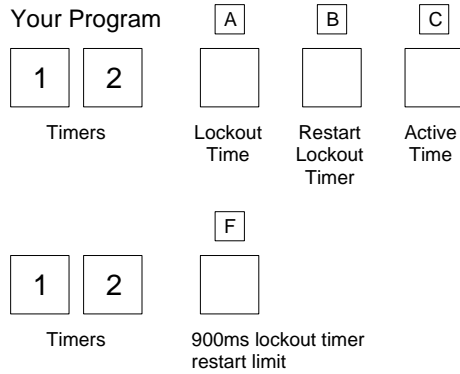 Your Program A B C
1 2
Timers Lockout Time Restart Lockout Timer Active Time
F
1 2
Timers 900ms lockout timer restart limit